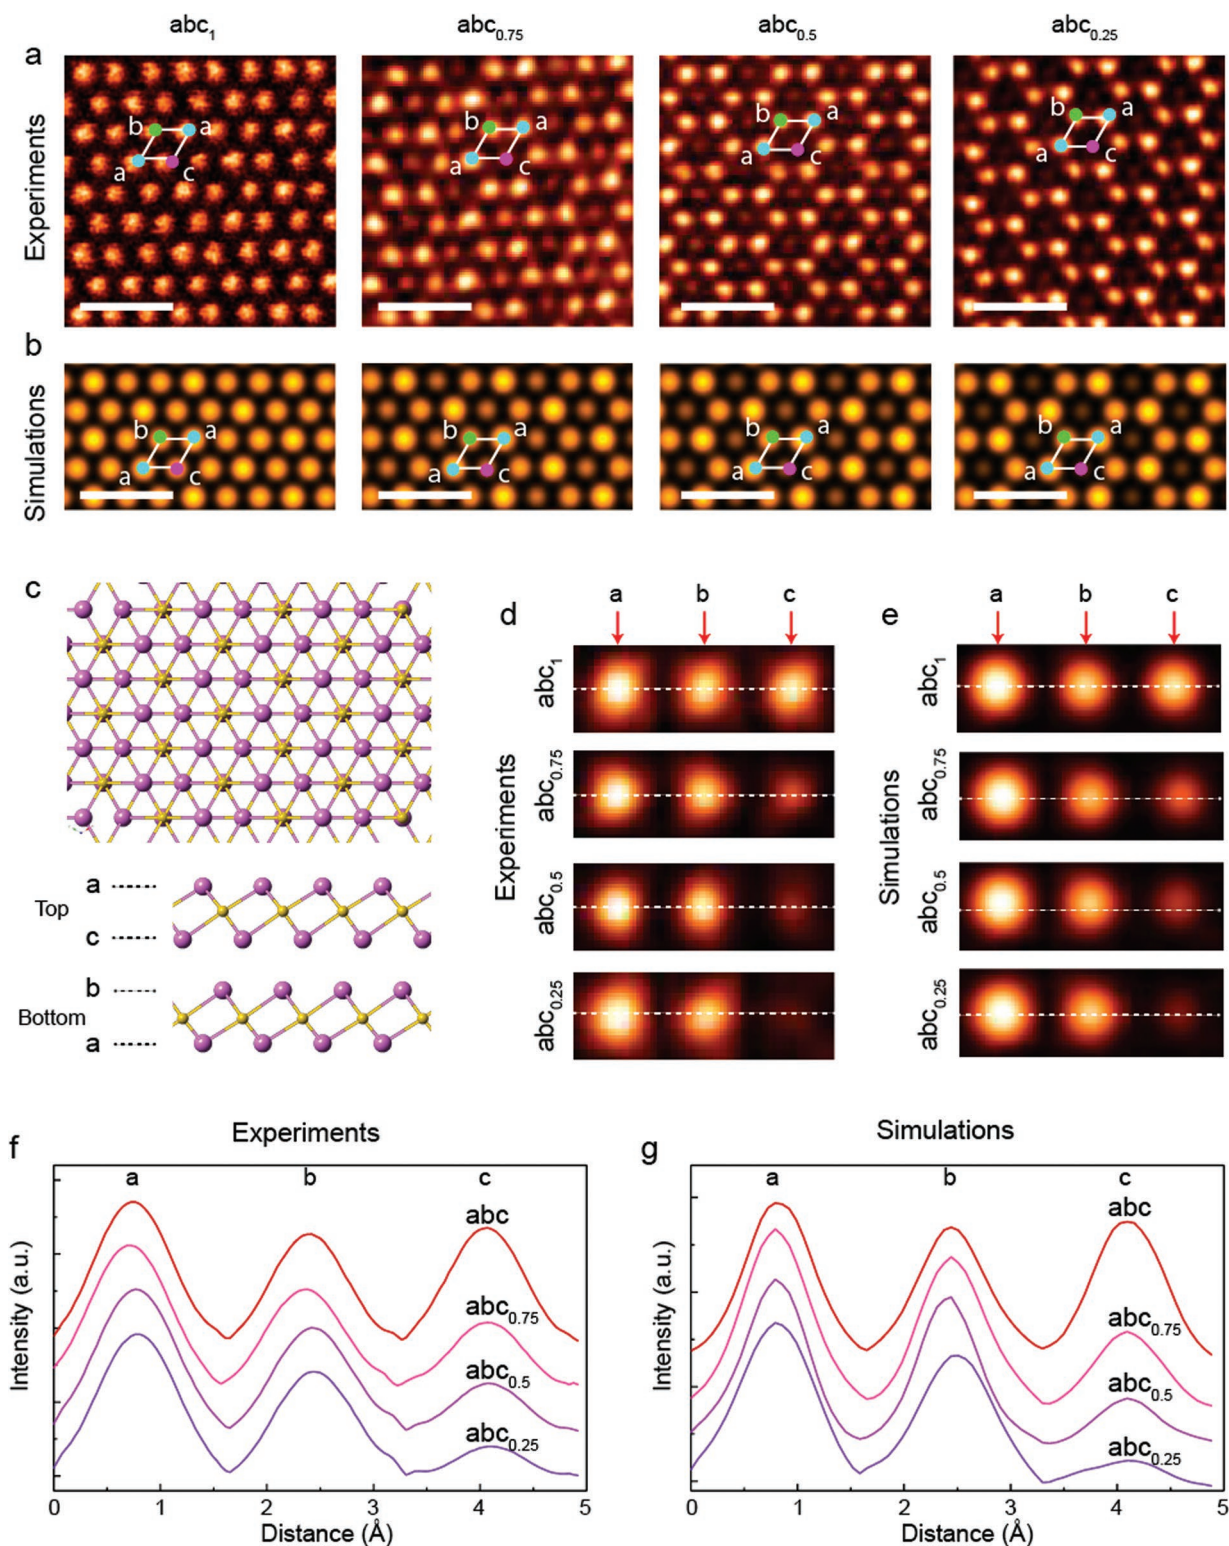 abc₁ abc₀.₇₅ abc₀.₅ abc₀.₂₅
a
Experiments
b a a c
b a a c
b a a c
b a a c
b
Simulations
b a a c
b a a c
b a a c
b a a c
c
Top
a
c
Bottom
b
a
d
a b c
Experiments
abc₁
abc₀.₇₅
abc₀.₅
abc₀.₂₅
e
a b c
Simulations
abc₁
abc₀.₇₅
abc₀.₅
abc₀.₂₅
f
Experiments
a b c
abc
abc₀.₇₅
abc₀.₅
abc₀.₂₅
Intensity (a.u.)
0 1 2 3 4 5
Distance (Å)
g
Simulations
a b c
abc
abc₀.₇₅
abc₀.₅
abc₀.₂₅
Intensity (a.u.)
0 1 2 3 4 5
Distance (Å)